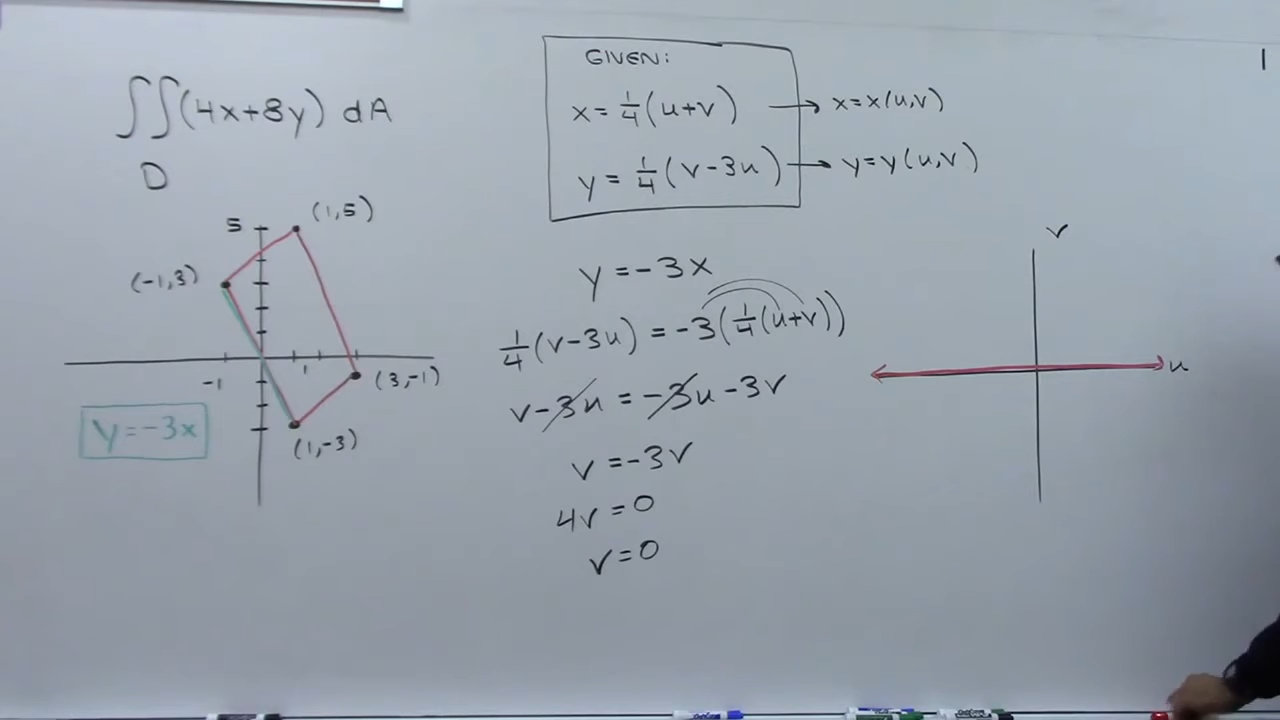 ∬(4x+8y) dA
D
GIVEN:
x=¼(u+v) → x=x(u,v)
y=¼(v-3u) → y=y(u,v)
5
(1,5)
(-1,3)
-1
1
(3,-1)
(1,-3)
y=-3x
y=-3x
¼(v-3u)=-3(¼(u+v))
v-3u=-3u-3v
v=-3v
4v=0
v=0
v
u